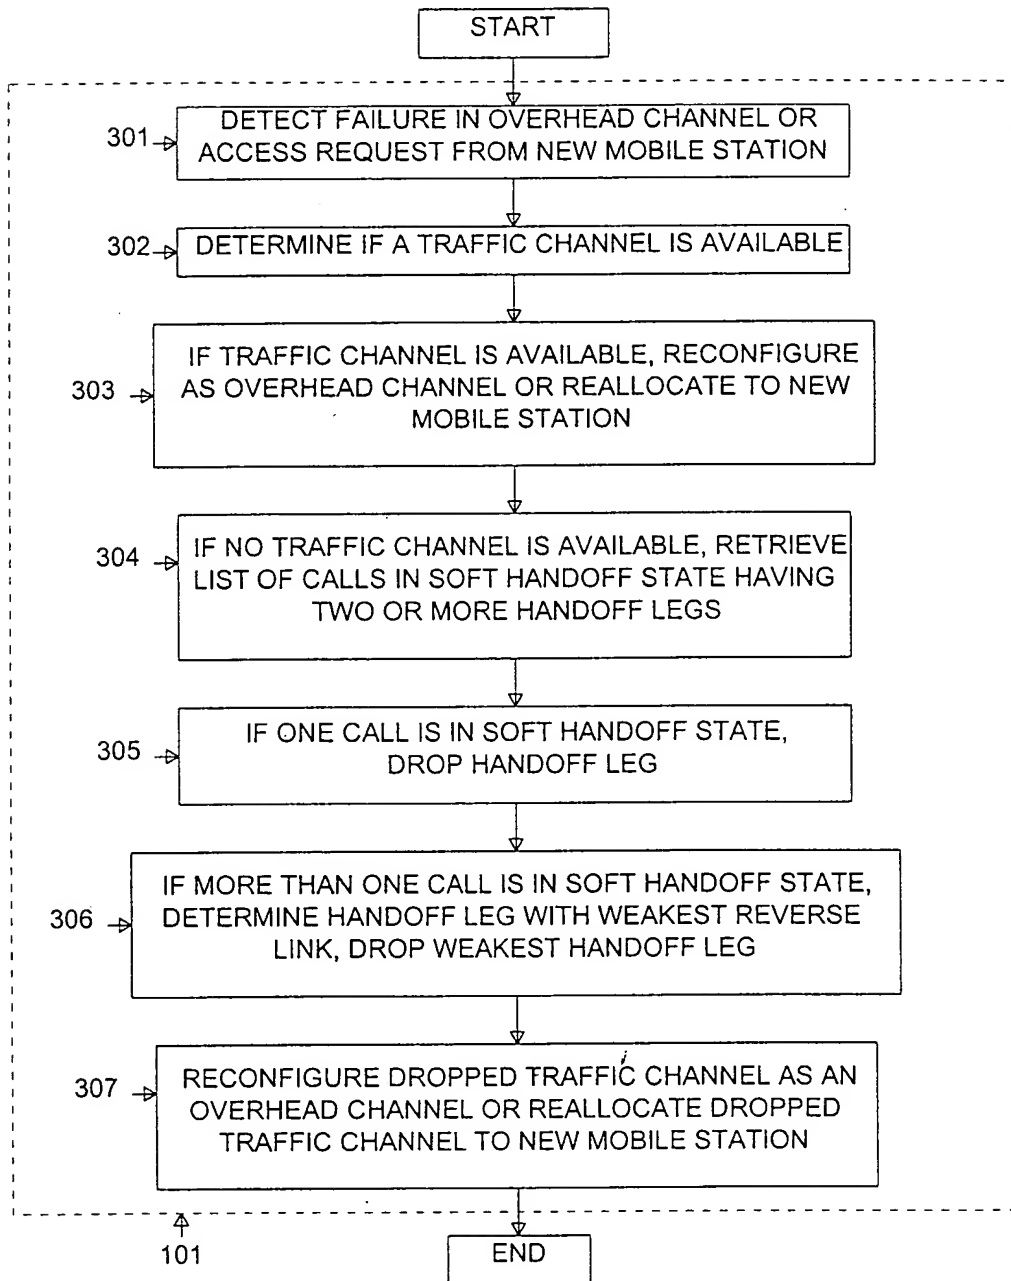 START
301
DETECT FAILURE IN OVERHEAD CHANNEL OR
ACCESS REQUEST FROM NEW MOBILE STATION
302
DETERMINE IF A TRAFFIC CHANNEL IS AVAILABLE
303
IF TRAFFIC CHANNEL IS AVAILABLE, RECONFIGURE
AS OVERHEAD CHANNEL OR REALLOCATE TO NEW
MOBILE STATION
304
IF NO TRAFFIC CHANNEL IS AVAILABLE, RETRIEVE
LIST OF CALLS IN SOFT HANDOFF STATE HAVING
TWO OR MORE HANDOFF LEGS
305
IF ONE CALL IS IN SOFT HANDOFF STATE,
DROP HANDOFF LEG
306
IF MORE THAN ONE CALL IS IN SOFT HANDOFF STATE,
DETERMINE HANDOFF LEG WITH WEAKEST REVERSE
LINK, DROP WEAKEST HANDOFF LEG
307
RECONFIGURE DROPPED TRAFFIC CHANNEL AS AN
OVERHEAD CHANNEL OR REALLOCATE DROPPED
TRAFFIC CHANNEL TO NEW MOBILE STATION
101
END